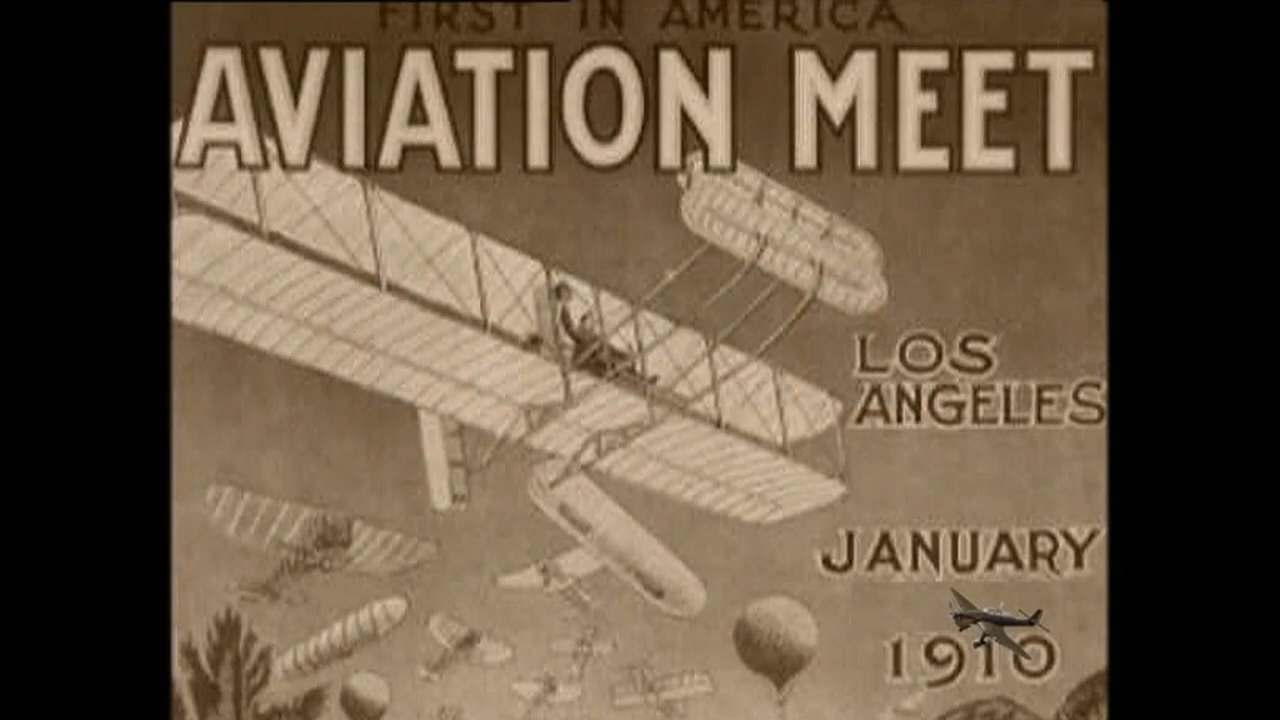 FIRST IN AMERICA
AVIATION MEET
LOS
ANGELES
JANUARY
1910